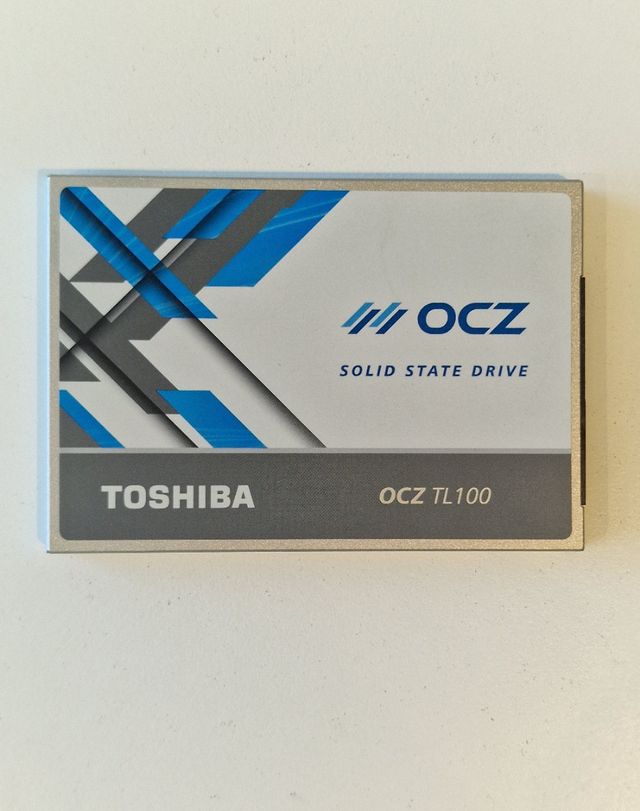 OCZ
SOLID STATE DRIVE
TOSHIBA OCZ TL100